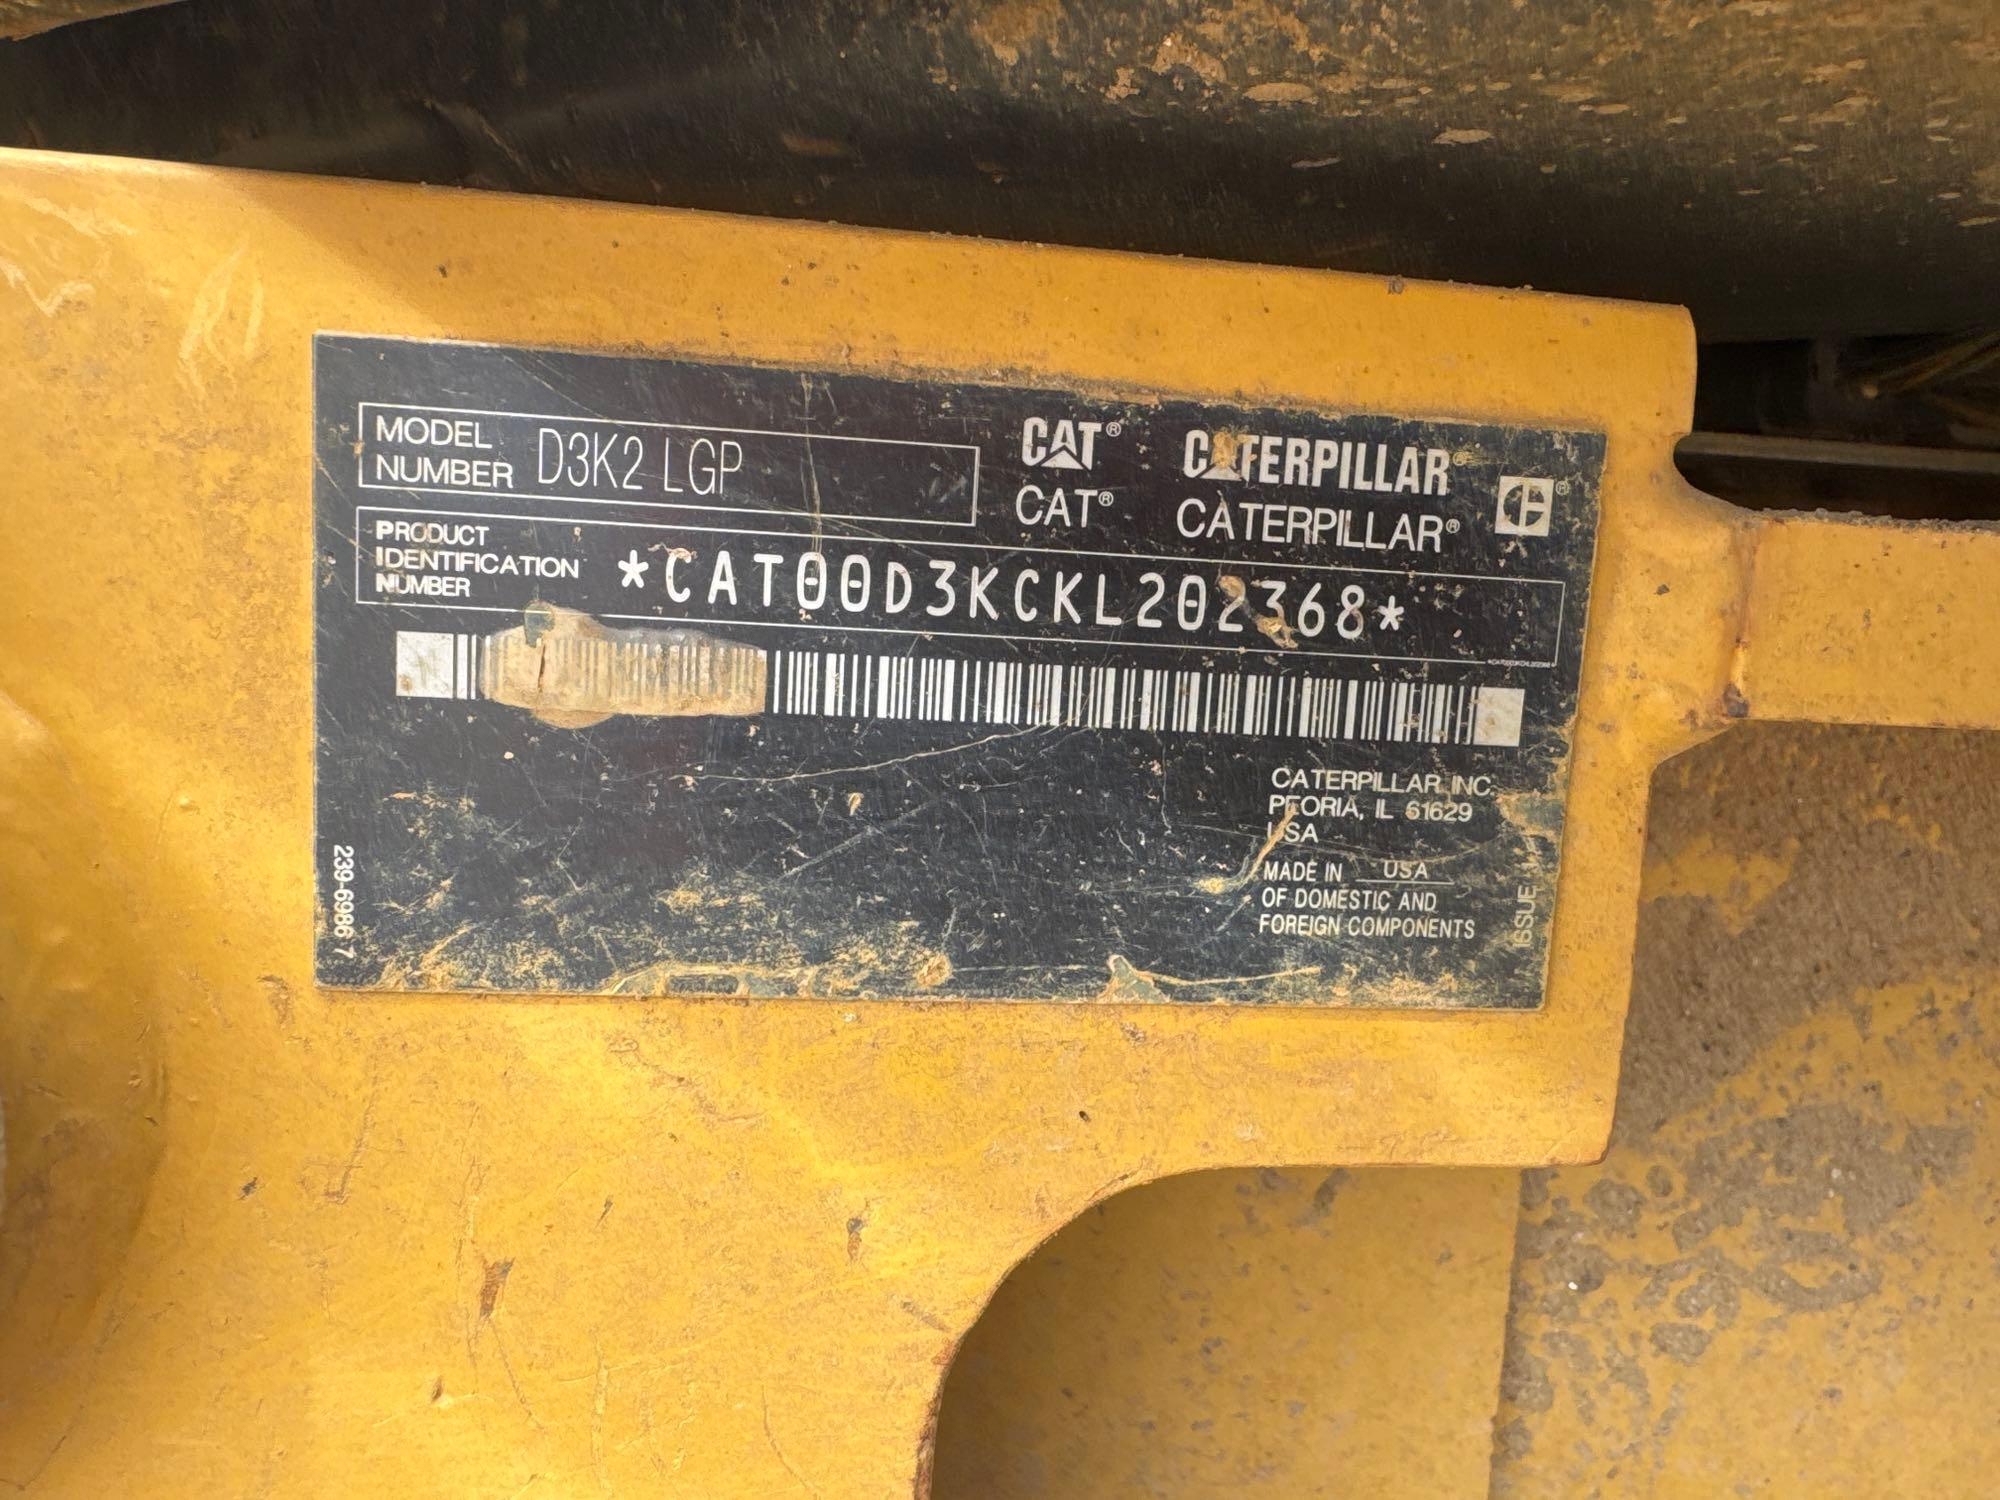 MODEL
NUMBER D3K2 LGP
CAT® CATERPILLAR®
CAT® CATERPILLAR®
PRODUCT
IDENTIFICATION
NUMBER
*CAT00D3KCKL202368*
CATERPILLAR INC.
PEORIA, IL 61629
USA
MADE IN USA
OF DOMESTIC AND
FOREIGN COMPONENTS
239-6986 7
ISSUE